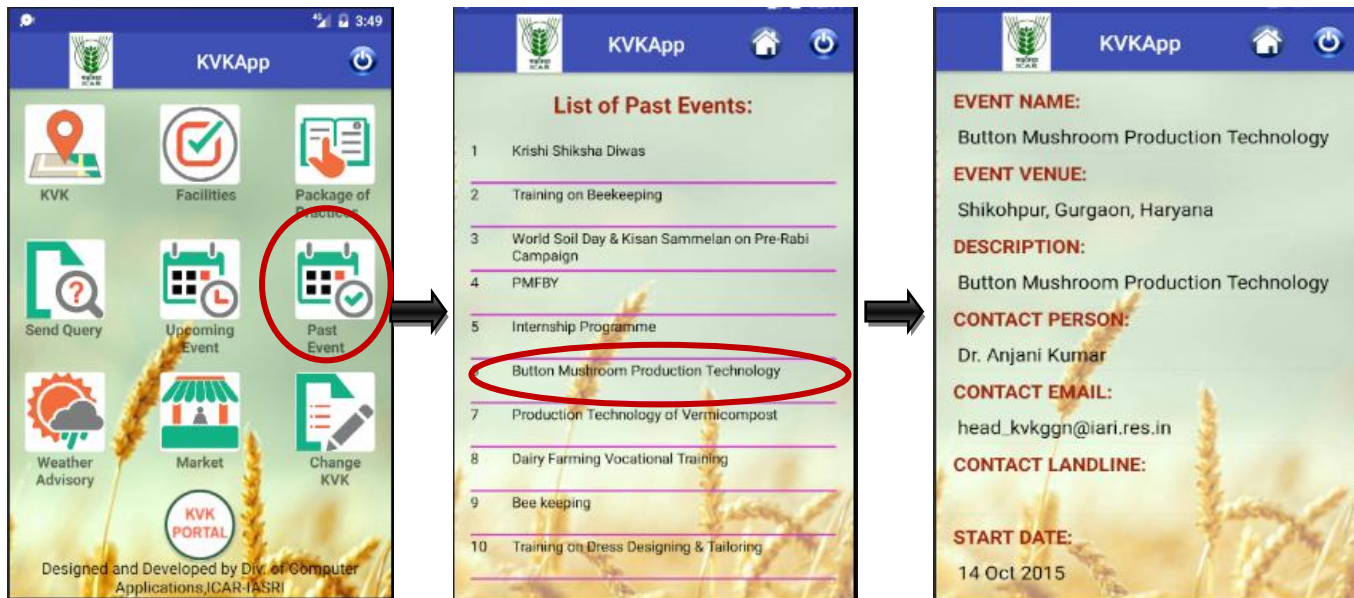 3:49
KVKApp
KVK
Facilities
Package of
Practices
Send Query
Upcoming
Event
Past
Event
Weather
Advisory
Market
Change
KVK
KVK
PORTAL
Designed and Developed by Div. of Computer
Applications,ICAR-IASRI
KVKApp
List of Past Events:
1 Krishi Shiksha Diwas
2 Training on Beekeeping
3 World Soil Day & Kisan Sammelan on Pre-Rabi
Campaign
4 PMFBY
5 Internship Programme
Button Mushroom Production Technology
7 Production Technology of Vermicompost
8 Dairy Farming Vocational Training
9 Bee keeping
10 Training on Dress Designing & Tailoring
KVKApp
EVENT NAME:
Button Mushroom Production Technology
EVENT VENUE:
Shikohpur, Gurgaon, Haryana
DESCRIPTION:
Button Mushroom Production Technology
CONTACT PERSON:
Dr. Anjani Kumar
CONTACT EMAIL:
head_kvkggn@iari.res.in
CONTACT LANDLINE:
START DATE:
14 Oct 2015